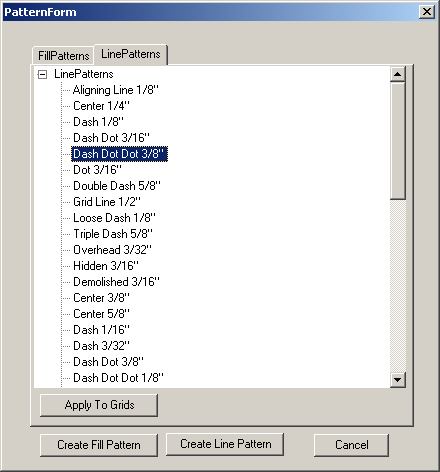 PatternForm
FillPatterns LinePatterns
LinePatterns
Aligning Line 1/8"
Center 1/4"
Dash 1/8"
Dash Dot 3/16"
Dash Dot Dot 3/8"
Dot 3/16"
Double Dash 5/8"
Grid Line 1/2"
Loose Dash 1/8"
Triple Dash 5/8"
Overhead 3/32"
Hidden 3/16"
Demolished 3/16"
Center 3/8"
Center 5/8"
Dash 1/16"
Dash 3/32"
Dash Dot 3/8"
Dash Dot Dot 1/8"
Apply To Grids
Create Fill Pattern Create Line Pattern Cancel